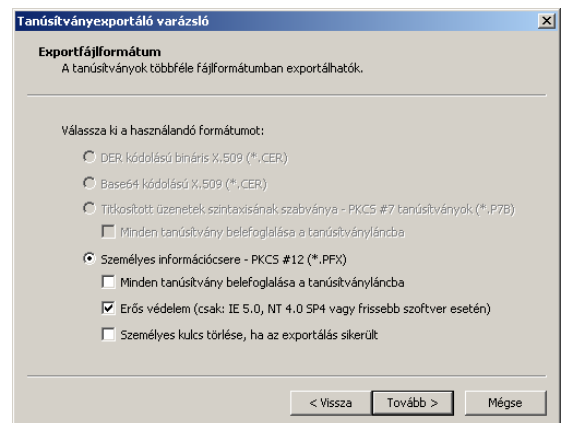 Tanúsítványexportáló varázsló
Exportfájlformátum
A tanúsítványok többféle fájlformátumban exportálhatók.
Válassza ki a használandó formátumot:
DER kódolású bináris X.509 (*.CER)
Base64 kódolású X.509 (*.CER)
Titkosított üzenetek szintaxisának szabványa - PKCS #7 tanúsítványok (*.P7B)
Minden tanúsítvány belefoglalása a tanúsítványláncba
Személyes információcsere - PKCS #12 (*.PFX)
Minden tanúsítvány belefoglalása a tanúsítványláncba
Erős védelem (csak: IE 5.0, NT 4.0 SP4 vagy frissebb szoftver esetén)
Személyes kulcs törlése, ha az exportálás sikerült
< Vissza Tovább > Mégse